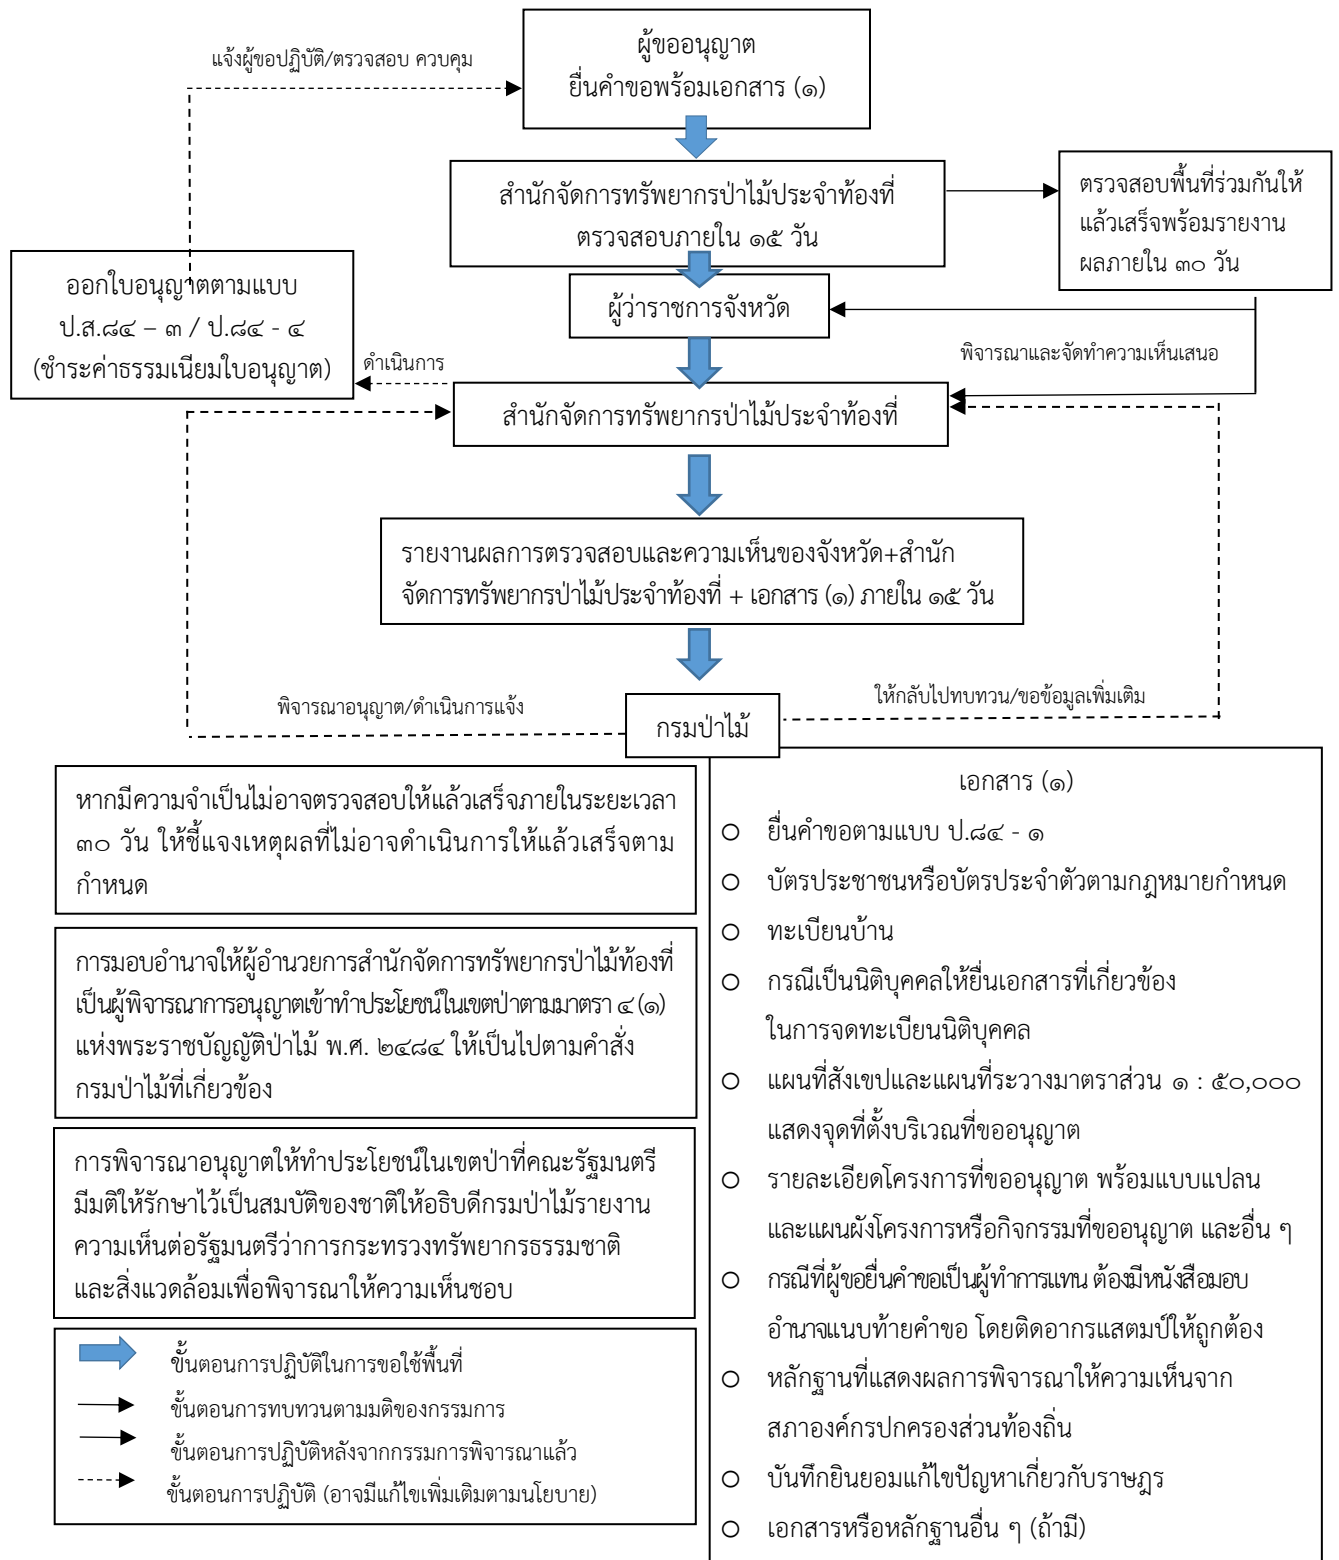 ผู้ขออนุญาต
ยื่นคำขอพร้อมเอกสาร (๑)
แจ้งผู้ขอปฏิบัติ/ตรวจสอบ ควบคุม
สำนักจัดการทรัพยากรป่าไม้ประจำท้องที่
ตรวจสอบภายใน ๑๕ วัน
ตรวจสอบพื้นที่ร่วมกันให้
แล้วเสร็จพร้อมรายงาน
ผลภายใน ๓๐ วัน
ออกใบอนุญาตตามแบบ
ป.ส.๘๔ – ๓ / ป.๘๔ - ๔
(ชำระค่าธรรมเนียมใบอนุญาต)
ผู้ว่าราชการจังหวัด
พิจารณาและจัดทำความเห็นเสนอ
ดำเนินการ
สำนักจัดการทรัพยากรป่าไม้ประจำท้องที่
รายงานผลการตรวจสอบและความเห็นของจังหวัด+สำนัก
จัดการทรัพยากรป่าไม้ประจำท้องที่ + เอกสาร (๑) ภายใน ๑๕ วัน
พิจารณาอนุญาต/ดำเนินการแจ้ง
ให้กลับไปทบทวน/ขอข้อมูลเพิ่มเติม
กรมป่าไม้
หากมีความจำเป็นไม่อาจตรวจสอบให้แล้วเสร็จภายในระยะเวลา
๓๐ วัน ให้ชี้แจงเหตุผลที่ไม่อาจดำเนินการให้แล้วเสร็จตาม
กำหนด
การมอบอำนาจให้ผู้อำนวยการสำนักจัดการทรัพยากรป่าไม้ท้องที่
เป็นผู้พิจารณาการอนุญาตเข้าทำประโยชน์ในเขตป่าตามมาตรา ๔ (๑)
แห่งพระราชบัญญัติป่าไม้ พ.ศ. ๒๔๘๔ ให้เป็นไปตามคำสั่ง
กรมป่าไม้ที่เกี่ยวข้อง
การพิจารณาอนุญาตให้ทำประโยชน์ในเขตป่าที่คณะรัฐมนตรี
มีมติให้รักษาไว้เป็นสมบัติของชาติให้อธิบดีกรมป่าไม้รายงาน
ความเห็นต่อรัฐมนตรีว่าการกระทรวงทรัพยากรธรรมชาติ
และสิ่งแวดล้อมเพื่อพิจารณาให้ความเห็นชอบ
ขั้นตอนการปฏิบัติในการขอใช้พื้นที่
ขั้นตอนการทบทวนตามมติของกรรมการ
ขั้นตอนการปฏิบัติหลังจากกรรมการพิจารณาแล้ว
ขั้นตอนการปฏิบัติ (อาจมีแก้ไขเพิ่มเติมตามนโยบาย)
เอกสาร (๑)
ยื่นคำขอตามแบบ ป.๘๔ - ๑
บัตรประชาชนหรือบัตรประจำตัวตามกฎหมายกำหนด
ทะเบียนบ้าน
กรณีเป็นนิติบุคคลให้ยื่นเอกสารที่เกี่ยวข้อง
ในการจดทะเบียนนิติบุคคล
แผนที่สังเขปและแผนที่ระวางมาตราส่วน ๑ : ๕๐,๐๐๐
แสดงจุดที่ตั้งบริเวณที่ขออนุญาต
รายละเอียดโครงการที่ขออนุญาต พร้อมแบบแปลน
และแผนผังโครงการหรือกิจกรรมที่ขออนุญาต และอื่น ๆ
กรณีที่ผู้ขอยื่นคำขอเป็นผู้ทำการแทน ต้องมีหนังสือมอบ
อำนาจแนบท้ายคำขอ โดยติดอากรแสตมป์ให้ถูกต้อง
หลักฐานที่แสดงผลการพิจารณาให้ความเห็นจาก
สภาองค์กรปกครองส่วนท้องถิ่น
บันทึกยินยอมแก้ไขปัญหาเกี่ยวกับราษฎร
เอกสารหรือหลักฐานอื่น ๆ (ถ้ามี)